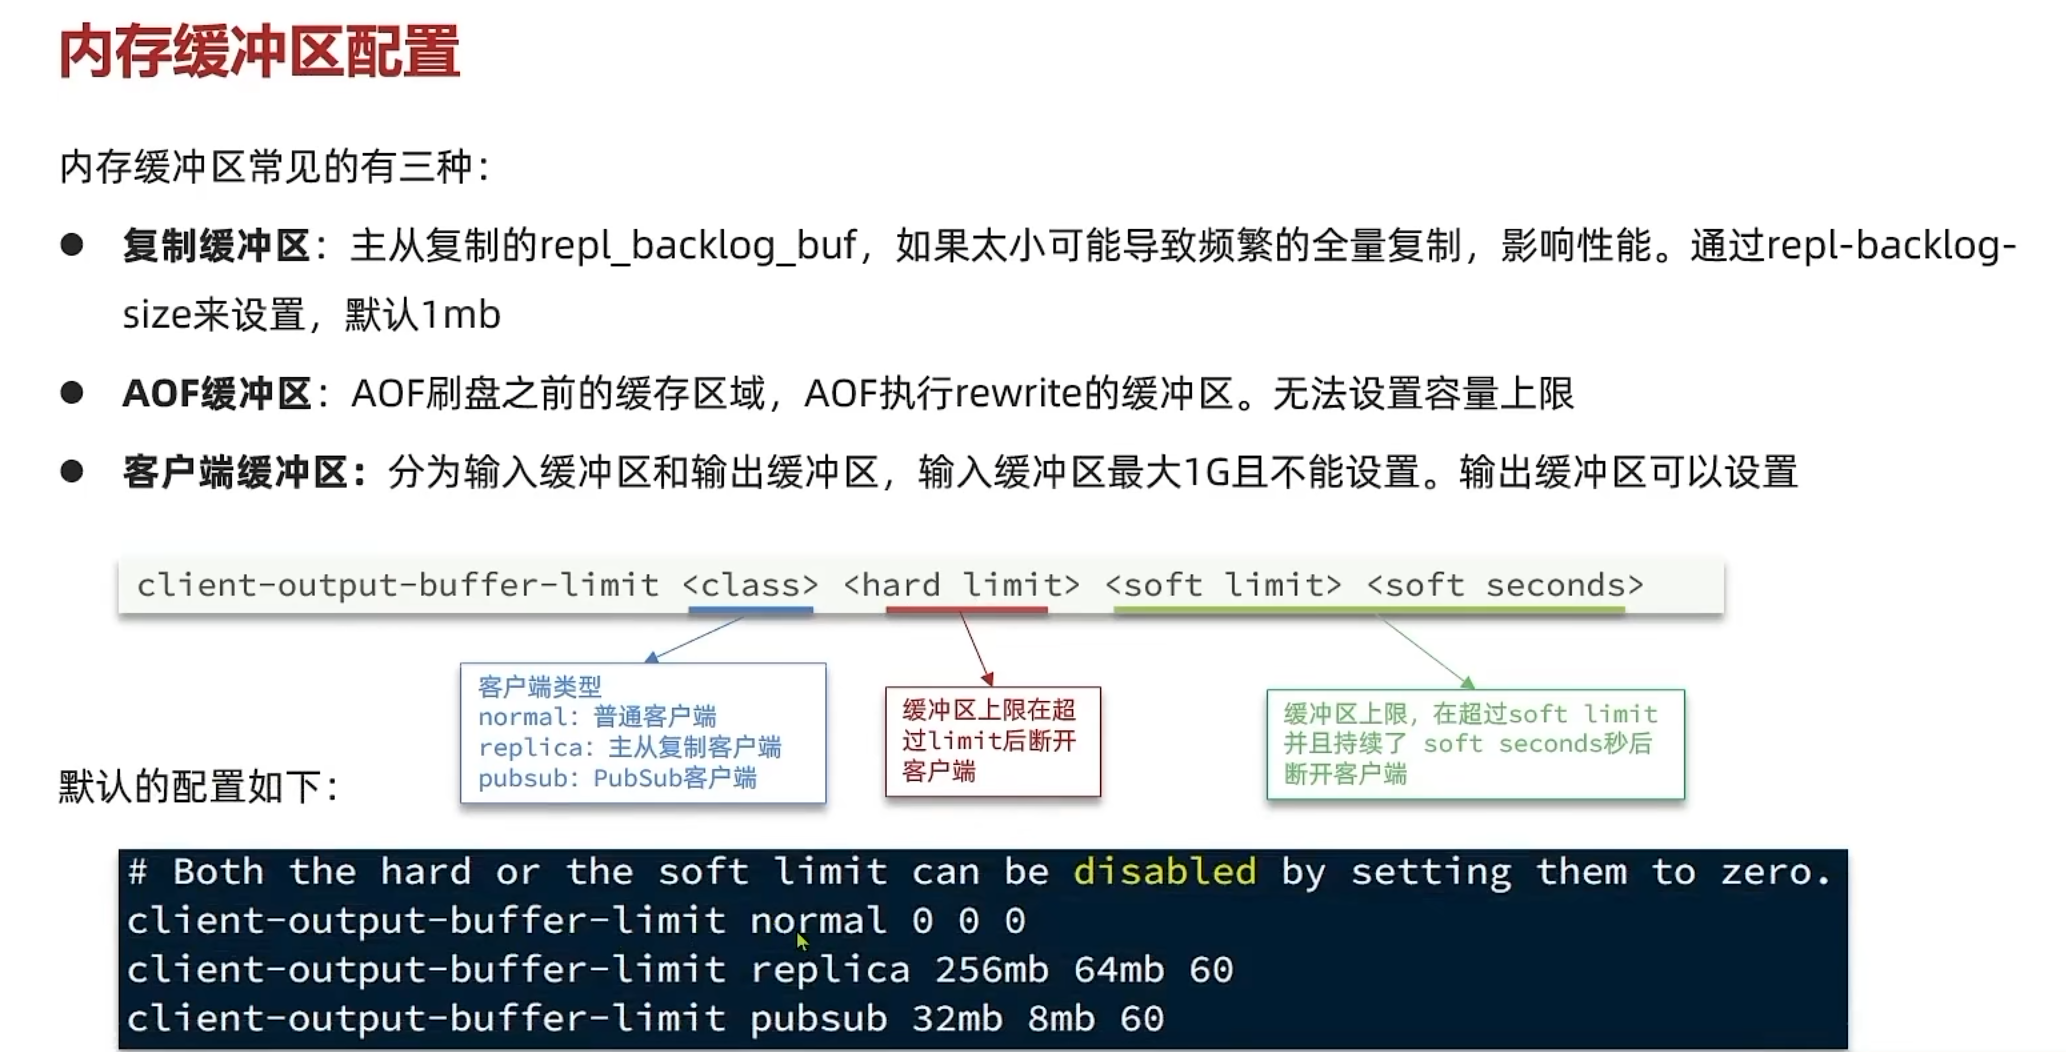 内存缓冲区配置
内存缓冲区常见的有三种：
● 复制缓冲区：主从复制的repl_backlog_buf，如果太小可能导致频繁的全量复制，影响性能。通过repl-backlog-
size来设置，默认1mb
● AOF缓冲区：AOF刷盘之前的缓存区域，AOF执行rewrite的缓冲区。无法设置容量上限
● 客户端缓冲区：分为输入缓冲区和输出缓冲区，输入缓冲区最大1G且不能设置。输出缓冲区可以设置
client-output-buffer-limit <class> <hard limit> <soft limit> <soft seconds>
客户端类型
normal：普通客户端
replica：主从复制客户端
pubsub：PubSub客户端
缓冲区上限在超
过limit后断开
客户端
缓冲区上限，在超过soft limit
并且持续了 soft seconds秒后
断开客户端
默认的配置如下：
# Both the hard or the soft limit can be disabled by setting them to zero.
client-output-buffer-limit normal 0 0 0
client-output-buffer-limit replica 256mb 64mb 60
client-output-buffer-limit pubsub 32mb 8mb 60